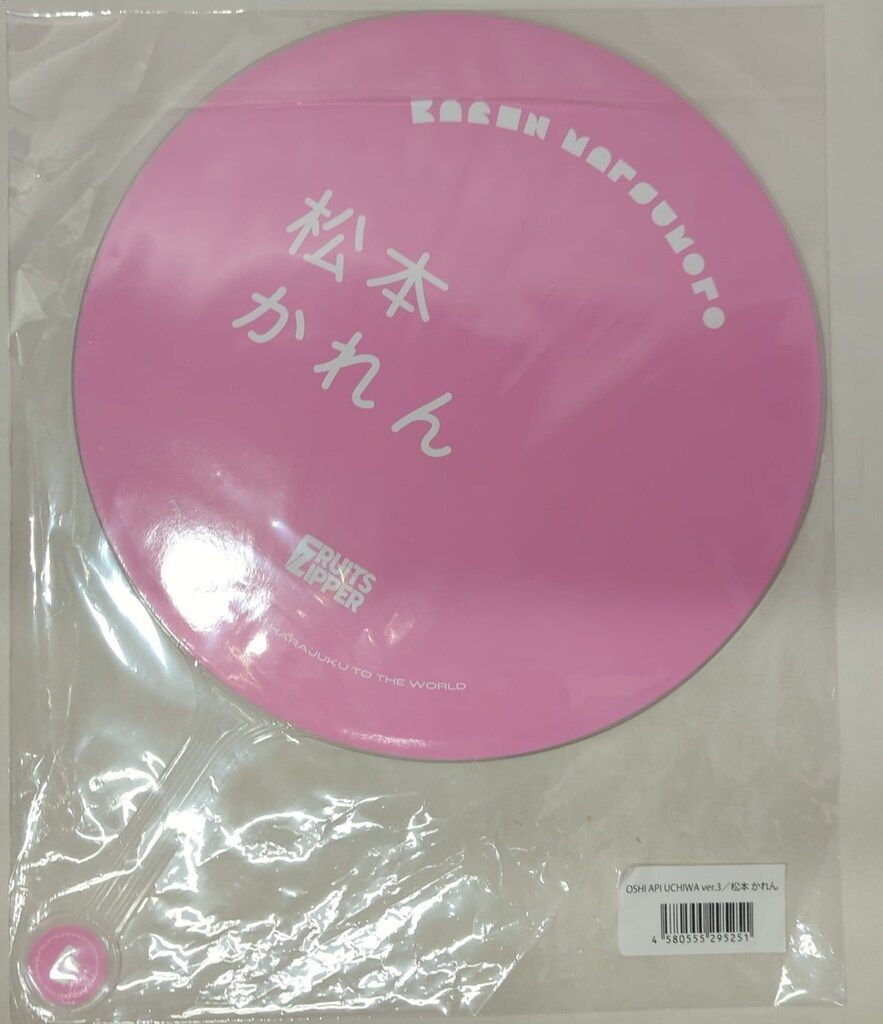 KAREN MATSUMOTO
松本
かれん
FRUITS
ZIPPER
HARAJUKU TO THE WORLD
OSHI API UCHIWA ver.3／松本 かれん
4 580555 295251